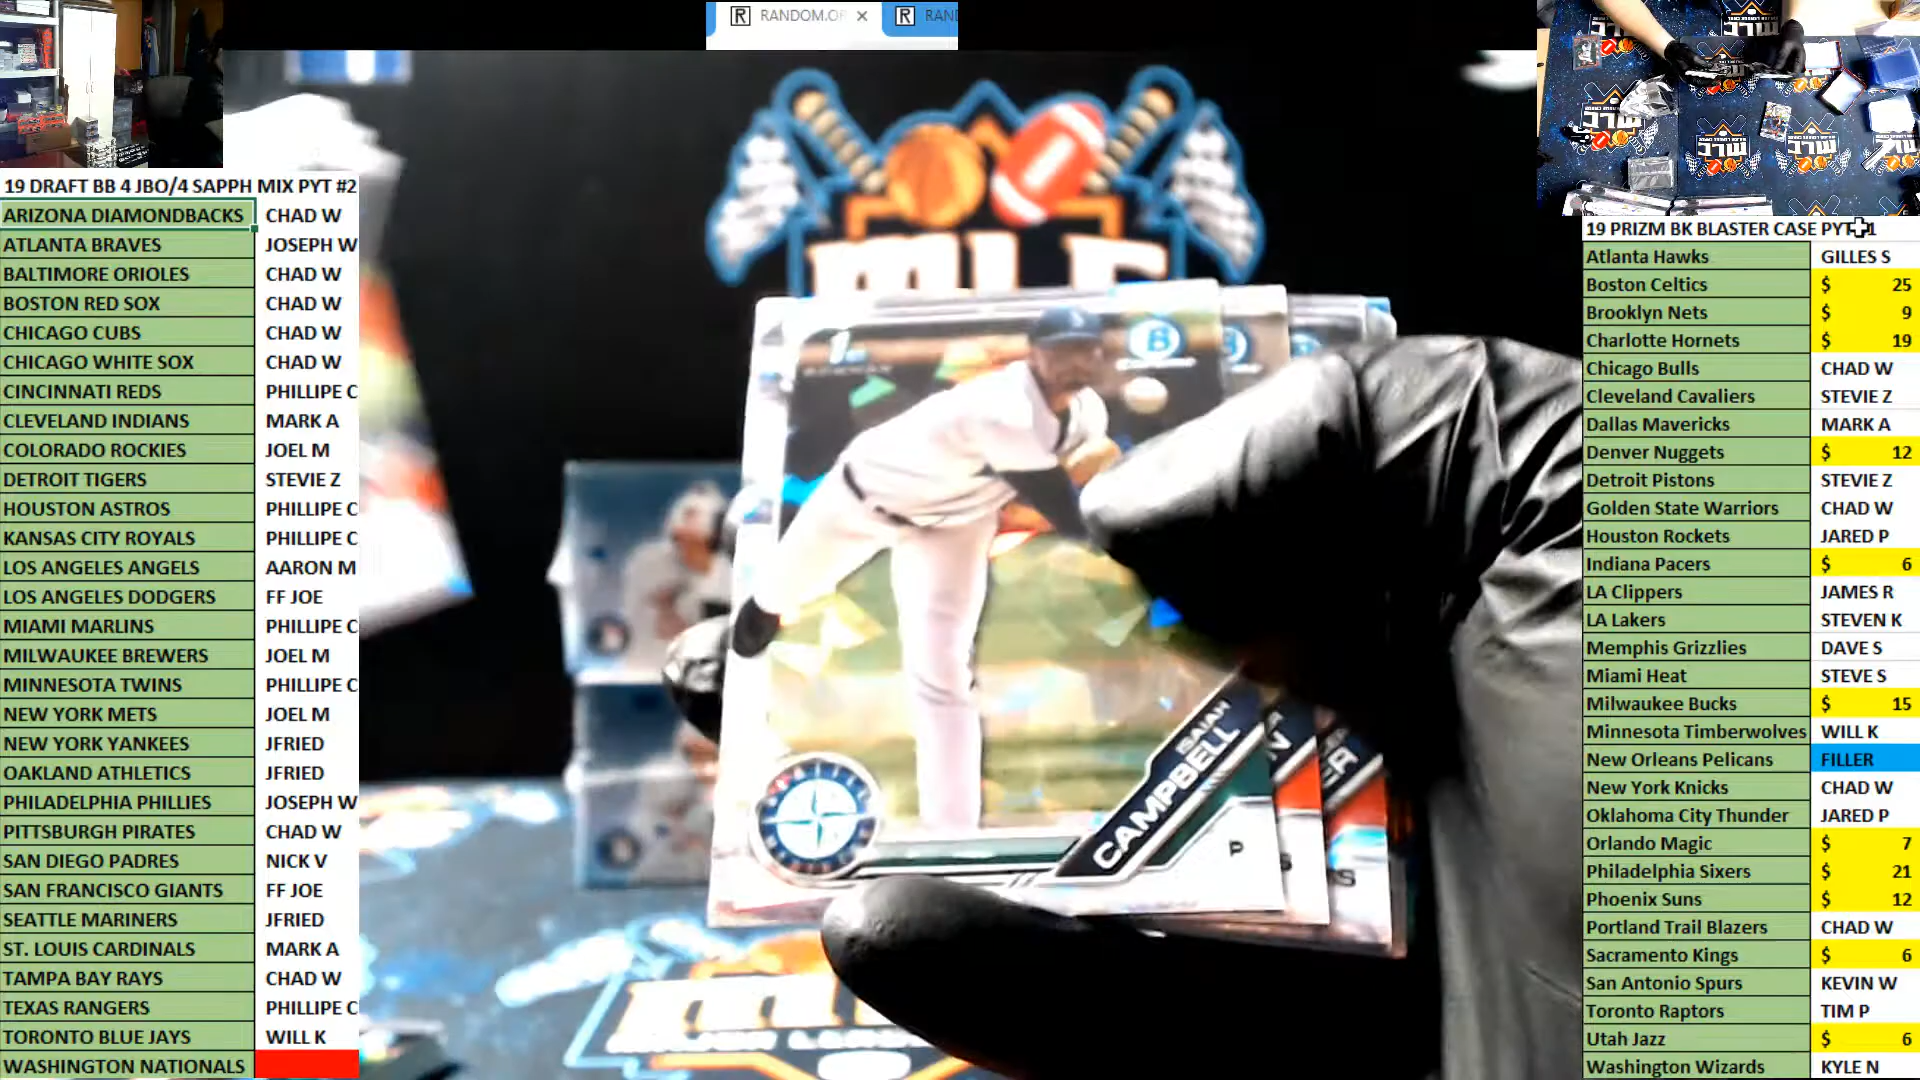 RANDOM.OR
RAND
19 DRAFT BB 4 JBO/4 SAPPH MIX PYT #2
ARIZONA DIAMONDBACKS CHAD W
ATLANTA BRAVES JOSEPH W
BALTIMORE ORIOLES CHAD W
BOSTON RED SOX CHAD W
CHICAGO CUBS CHAD W
CHICAGO WHITE SOX CHAD W
CINCINNATI REDS PHILLIPE C
CLEVELAND INDIANS MARK A
COLORADO ROCKIES JOEL M
DETROIT TIGERS STEVIE Z
HOUSTON ASTROS PHILLIPE C
KANSAS CITY ROYALS PHILLIPE C
LOS ANGELES ANGELS AARON M
LOS ANGELES DODGERS FF JOE
MIAMI MARLINS PHILLIPE C
MILWAUKEE BREWERS JOEL M
MINNESOTA TWINS PHILLIPE C
NEW YORK METS JOEL M
NEW YORK YANKEES JFRIED
OAKLAND ATHLETICS JFRIED
PHILADELPHIA PHILLIES JOSEPH W
PITTSBURGH PIRATES CHAD W
SAN DIEGO PADRES NICK V
SAN FRANCISCO GIANTS FF JOE
SEATTLE MARINERS JFRIED
ST. LOUIS CARDINALS MARK A
TAMPA BAY RAYS CHAD W
TEXAS RANGERS PHILLIPE C
TORONTO BLUE JAYS WILL K
WASHINGTON NATIONALS
MLC
B
ISAIAH
CAMPBELL
P
19 PRIZM BK BLASTER CASE PYT 1
Atlanta Hawks GILLES S
Boston Celtics $ 25
Brooklyn Nets $ 9
Charlotte Hornets $ 19
Chicago Bulls CHAD W
Cleveland Cavaliers STEVIE Z
Dallas Mavericks MARK A
Denver Nuggets $ 12
Detroit Pistons STEVIE Z
Golden State Warriors CHAD W
Houston Rockets JARED P
Indiana Pacers $ 6
LA Clippers JAMES R
LA Lakers STEVEN K
Memphis Grizzlies DAVE S
Miami Heat STEVE S
Milwaukee Bucks $ 15
Minnesota Timberwolves WILL K
New Orleans Pelicans FILLER
New York Knicks CHAD W
Oklahoma City Thunder JARED P
Orlando Magic $ 7
Philadelphia Sixers $ 21
Phoenix Suns $ 12
Portland Trail Blazers CHAD W
Sacramento Kings $ 6
San Antonio Spurs KEVIN W
Toronto Raptors TIM P
Utah Jazz $ 6
Washington Wizards KYLE N